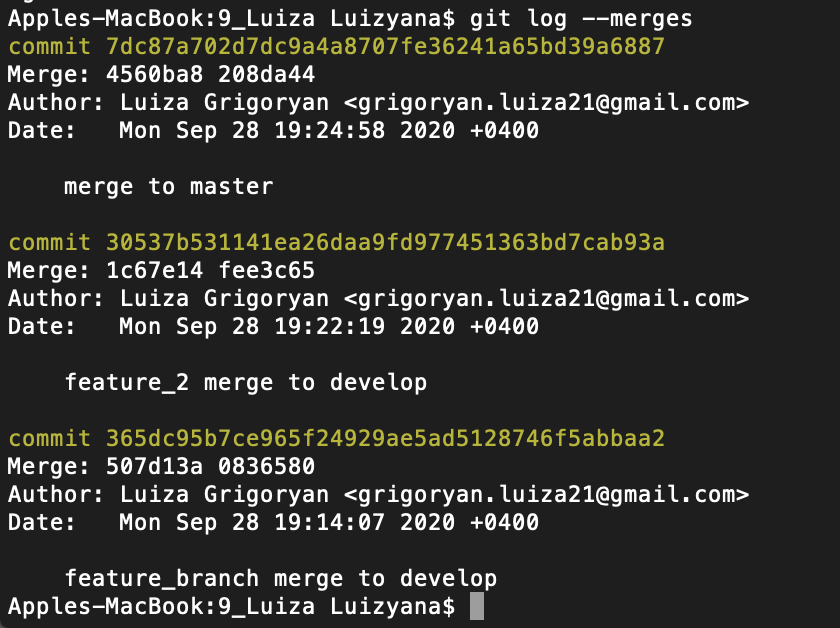 Apples-MacBook:9_Luiza Luizyana$ git log --merges
commit 7dc87a702d7dc9a4a8707fe36241a65bd39a6887
Merge: 4560ba8 208da44
Author: Luiza Grigoryan <grigoryan.luiza21@gmail.com>
Date:   Mon Sep 28 19:24:58 2020 +0400
    merge to master
commit 30537b531141ea26daa9fd977451363bd7cab93a
Merge: 1c67e14 fee3c65
Author: Luiza Grigoryan <grigoryan.luiza21@gmail.com>
Date:   Mon Sep 28 19:22:19 2020 +0400
    feature_2 merge to develop
commit 365dc95b7ce965f24929ae5ad5128746f5abbaa2
Merge: 507d13a 0836580
Author: Luiza Grigoryan <grigoryan.luiza21@gmail.com>
Date:   Mon Sep 28 19:14:07 2020 +0400
    feature_branch merge to develop
Apples-MacBook:9_Luiza Luizyana$